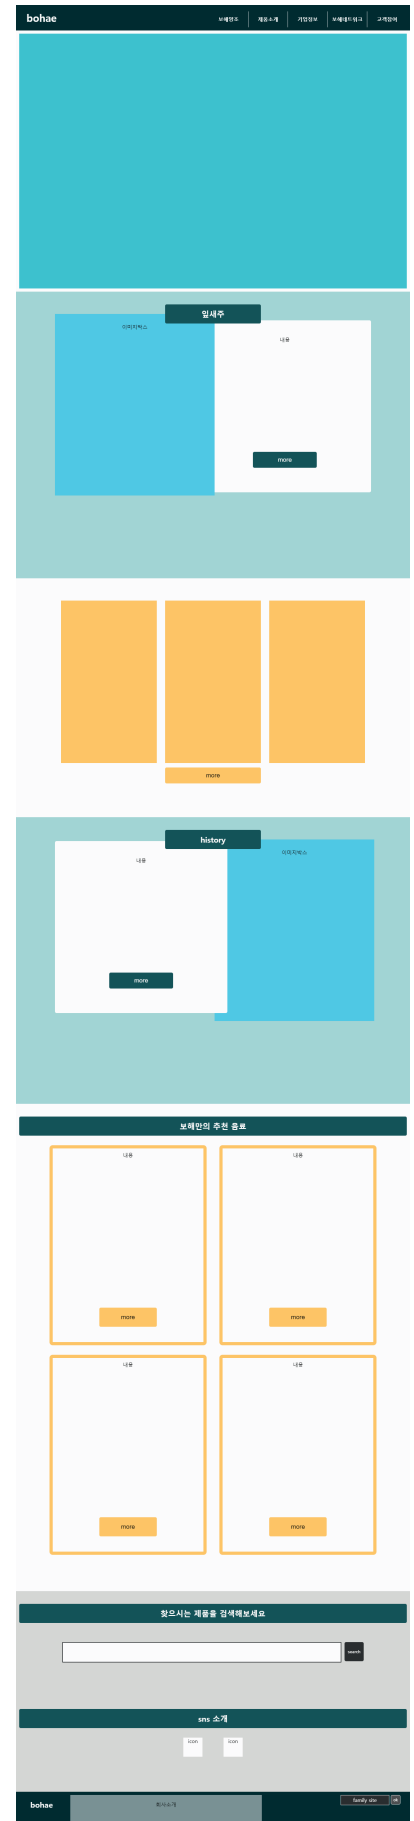 bohae
보해양조 제품소개 기업정보 보해네트워크 고객참여
잎새주
이미지박스
내용
more
more
history
내용
이미지박스
more
보해만의 추천 음료
내용 내용
more more
내용 내용
more more
찾으시는 제품을 검색해보세요
search
sns 소개
icon icon
bohae 회사소개 family site ok